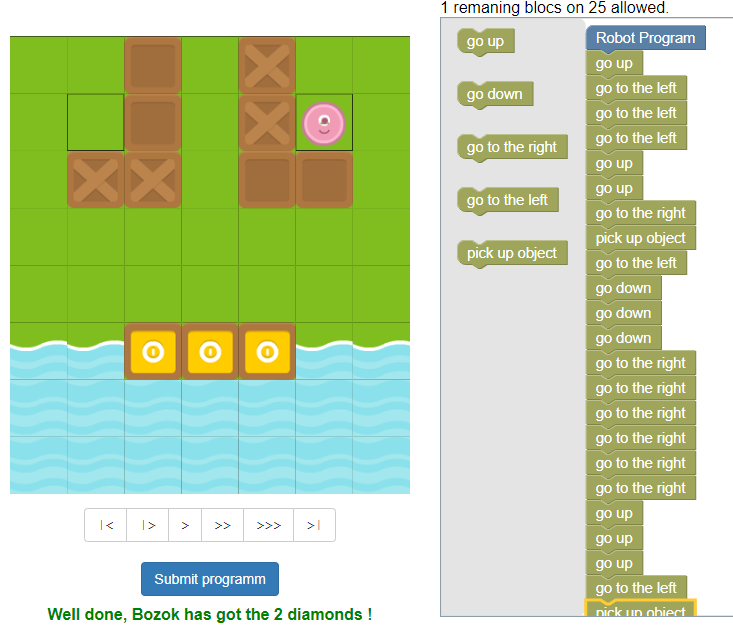 1 remaning blocs on 25 allowed.
go up
go down
go to the right
go to the left
pick up object
Robot Program
go up
go to the left
go to the left
go to the left
go up
go up
go to the right
pick up object
go to the left
go down
go down
go down
go to the right
go to the right
go to the right
go to the right
go to the right
go to the right
go up
go up
go up
go to the left
pick up object
|< |> > >> >>> >|
Submit programm
Well done, Bozok has got the 2 diamonds !